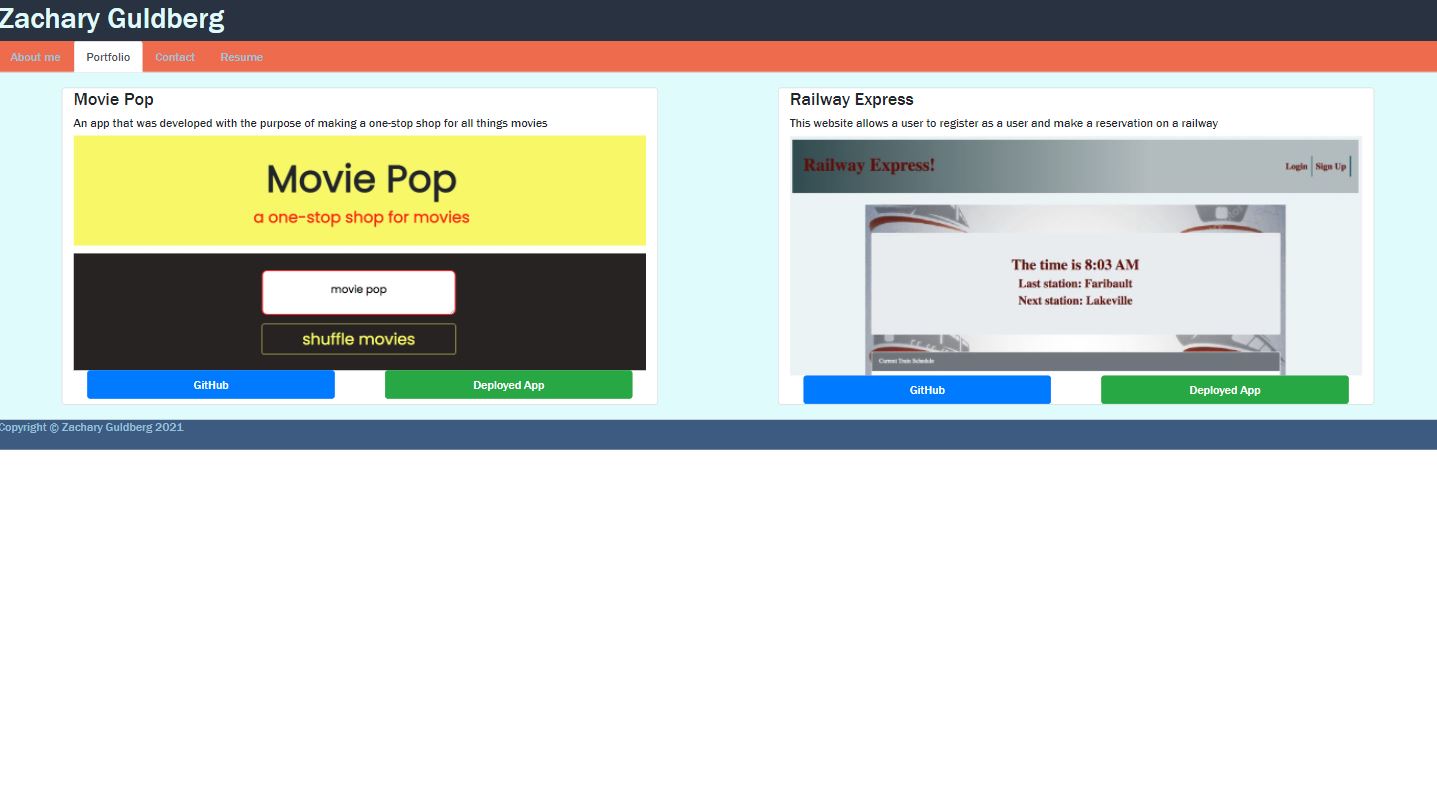 Zachary Guldberg
About me Portfolio Contact Resume
Movie Pop
An app that was developed with the purpose of making a one-stop shop for all things movies
Movie Pop
a one-stop shop for movies
movie pop
shuffle movies
GitHub Deployed App
Railway Express
This website allows a user to register as a user and make a reservation on a railway
Railway Express!
Login Sign Up
The time is 8:03 AM
Last station: Faribault
Next station: Lakeville
Current Train Schedule
GitHub Deployed App
Copyright © Zachary Guldberg 2021